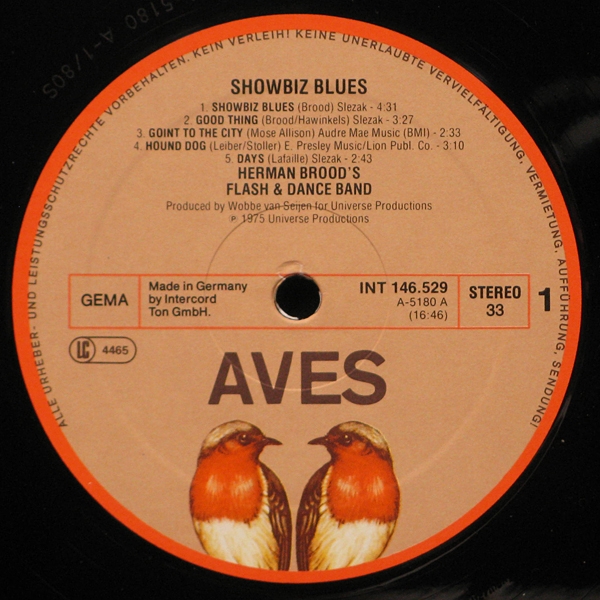 5180 A-1/80S
ALLE URHEBER- UND LEISTUNGSSCHUTZRECHTE VORBEHALTEN. KEIN VERLEIH! KEINE UNERLAUBTE VERVIELFÄLTIGUNG, VERMIETUNG, AUFFÜHRUNG, SENDUNG!
SHOWBIZ BLUES
1. SHOWBIZ BLUES (Brood) Slezak - 4:31
2. GOOD THING (Brood/Hawinkels) Slezak - 3:27
3. GOINT TO THE CITY (Mose Allison) Audre Mae Music (BMI) - 2:33
4. HOUND DOG (Leiber/Stoller) E. Presley Music/Lion Publ. Co. - 3:10
5. DAYS (Lafaille) Slezak - 2:43
HERMAN BROOD'S
FLASH & DANCE BAND
Produced by Wobbe van Seijen for Universe Productions
℗ 1975 Universe Productions
GEMA
Made in Germany
by Intercord
Ton GmbH.
INT 146.529
A-5180 A
(16:46)
STEREO
33
1
LC 4465
AVES